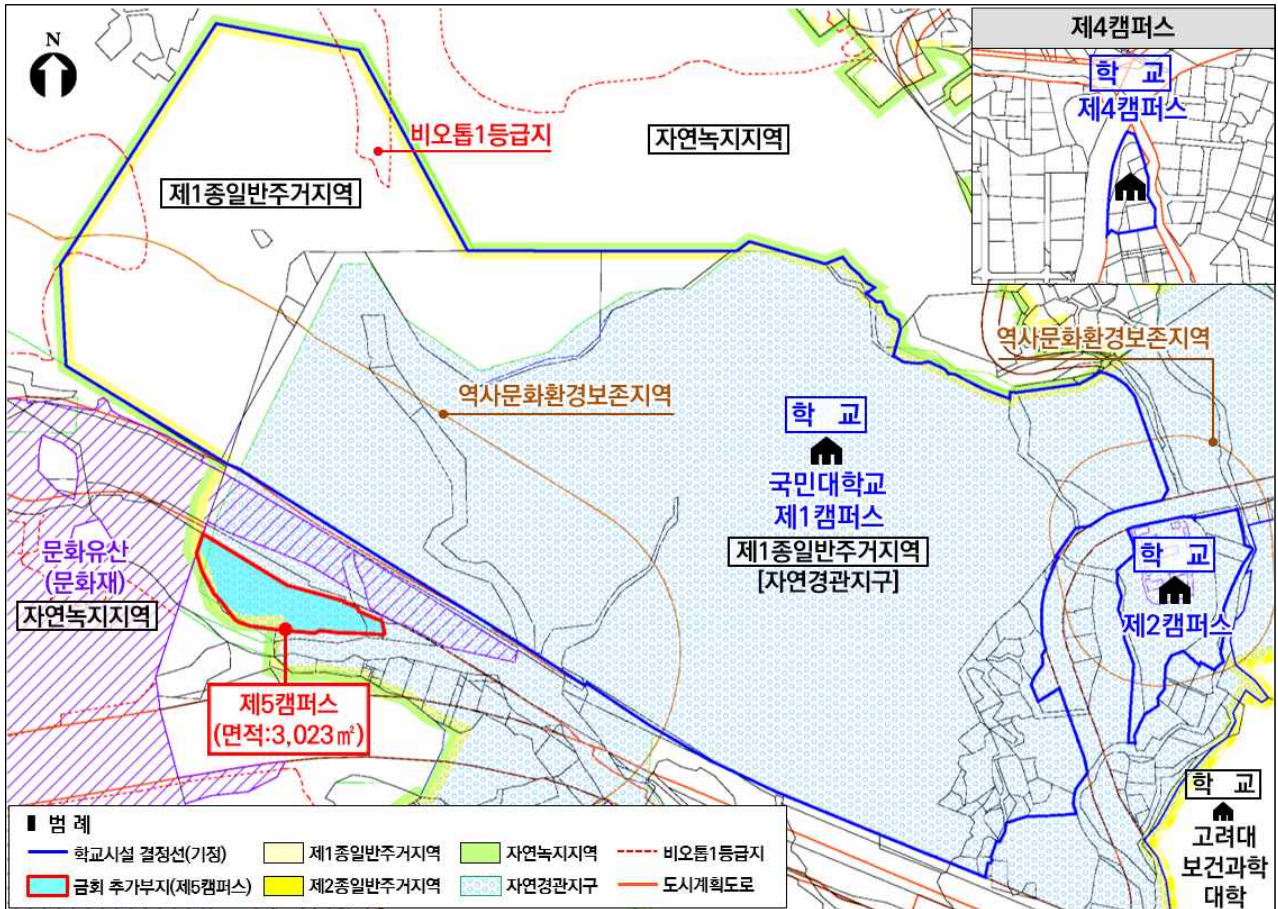 N
제4캠퍼스
학 교
제4캠퍼스
비오톱1등급지
자연녹지지역
제1종일반주거지역
역사문화환경보존지역
역사문화환경보존지역
학 교
국민대학교
제1캠퍼스
제1종일반주거지역
[자연경관지구]
학 교
제2캠퍼스
문화유산
(문화재)
자연녹지지역
제5캠퍼스
(면적:3,023㎡)
학 교
고려대
보건과학
대학
범 례
학교시설 결정선(기정)
제1종일반주거지역
자연녹지지역
비오톱1등급지
금회 추가부지(제5캠퍼스)
제2종일반주거지역
자연경관지구
도시계획도로